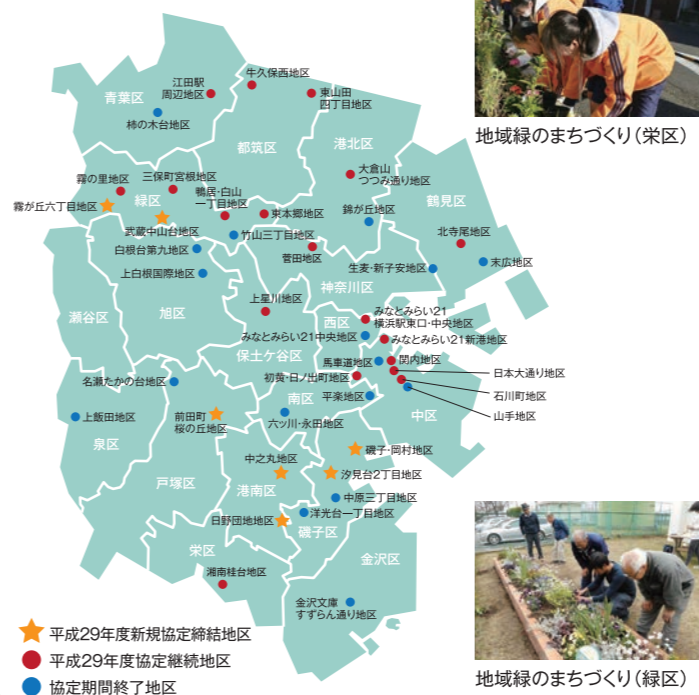 地域緑のまちづくり(栄区)
江田駅
周辺地区
牛久保西地区
東山田
四丁目地区
青葉区
柿の木台地区
都筑区
港北区
霧の里地区
三保町宮根地区
大倉山
つつみ通り地区
鶴見区
霧が丘六丁目地区
緑区
鴨居・白山
一丁目地区
東本郷地区
錦が丘地区
武蔵中山台地区
竹山三丁目地区
北寺尾地区
白根台第九地区
菅田地区
末広地区
上白根国際地区
生麦・新子安地区
神奈川区
瀬谷区
旭区
上星川地区
西区
みなとみらい21
横浜駅東口・中央地区
みなとみらい21中央地区
みなとみらい21新港地区
保土ケ谷区
馬車道地区
関内地区
日本大通り地区
名瀬たかの台地区
初黄・日ノ出町地区
石川町地区
南区
平楽地区
中区
山手地区
上飯田地区
前田町
桜の丘地区
六ッ川・永田地区
泉区
磯子・岡村地区
戸塚区
中之丸地区
汐見台2丁目地区
港南区
中原三丁目地区
日野団地地区
洋光台一丁目地区
磯子区
栄区
金沢区
湘南桂台地区
金沢文庫
すずらん通り地区
平成29年度新規協定締結地区
平成29年度協定継続地区
協定期間終了地区
地域緑のまちづくり(緑区)